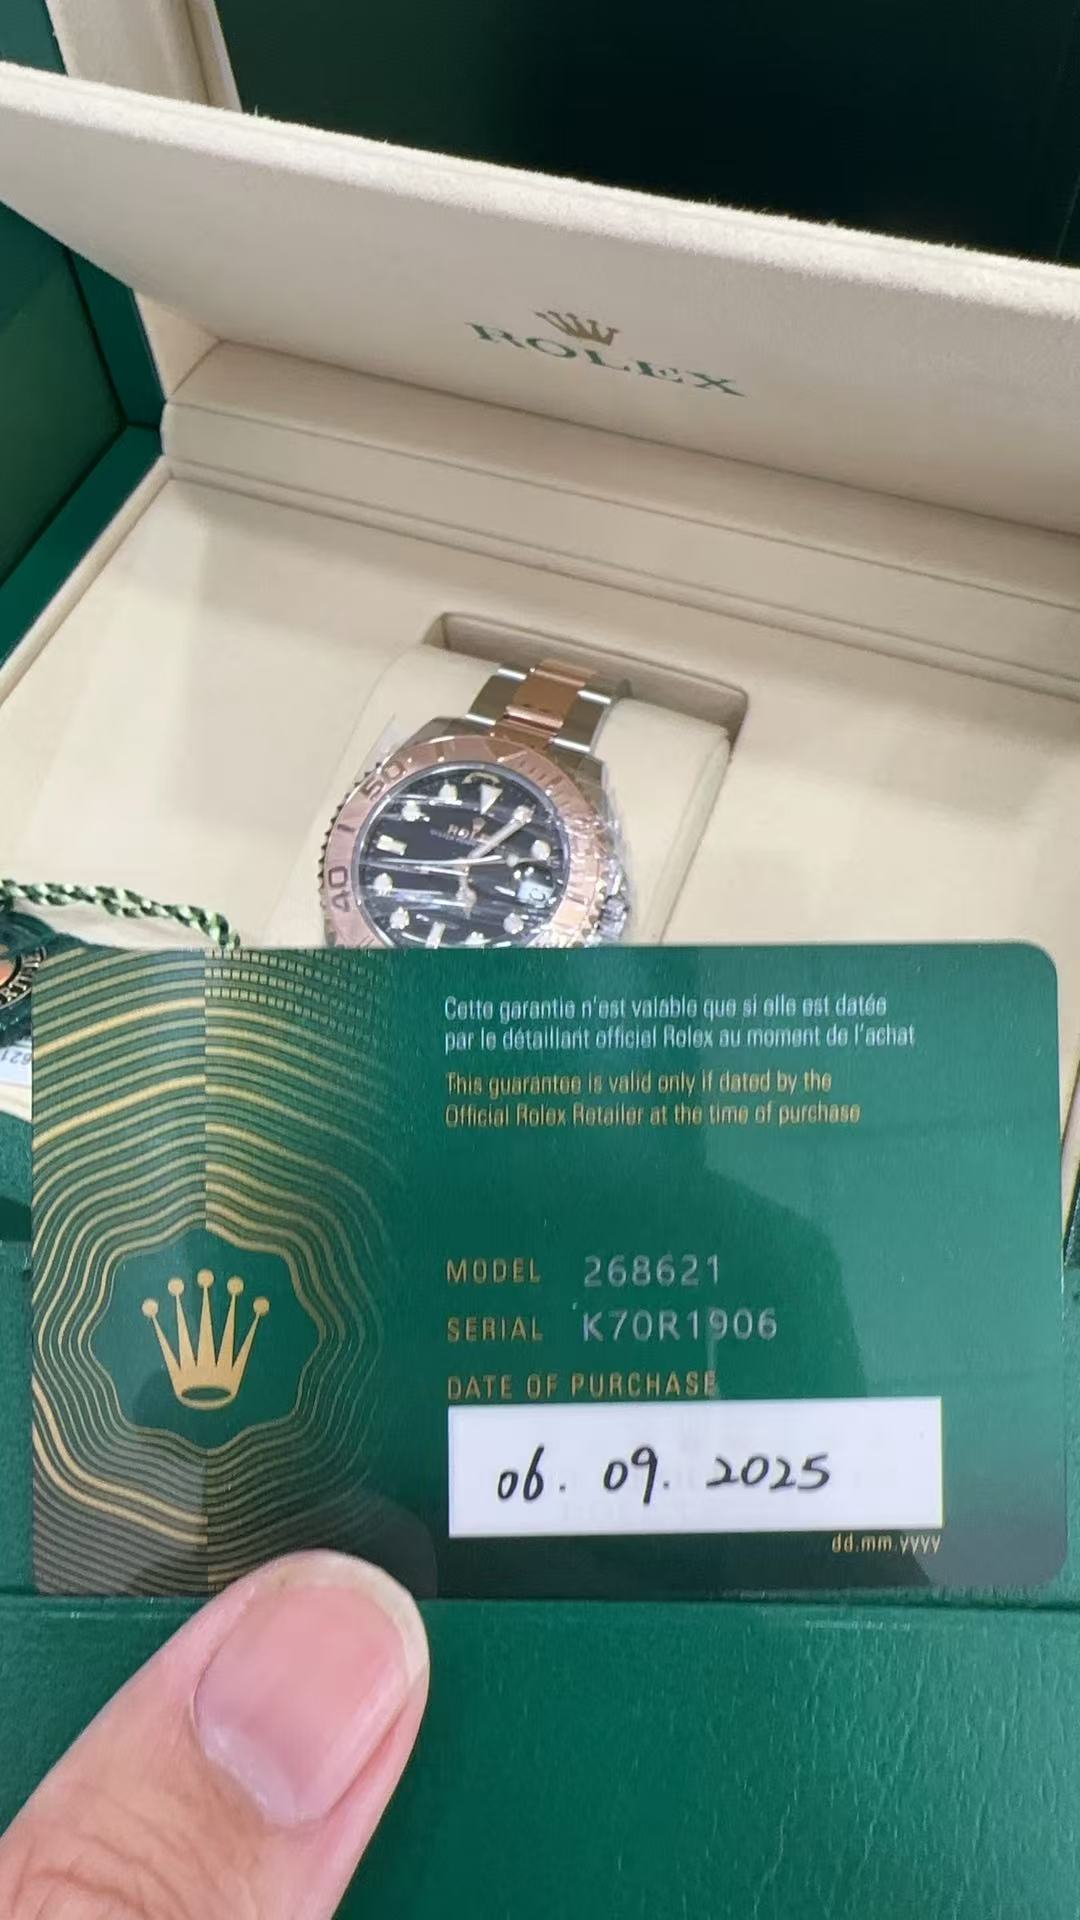 ROLEX
50
40
ROLEX
Cette garantie n'est valable que si elle est datée
par le détaillant officiel Rolex au moment de l'achat
This guarantee is valid only if dated by the
Official Rolex Retailer at the time of purchase
MODEL 268621
SERIAL K70R1906
DATE OF PURCHASE
06. 09. 2025
dd.mm.yyyy